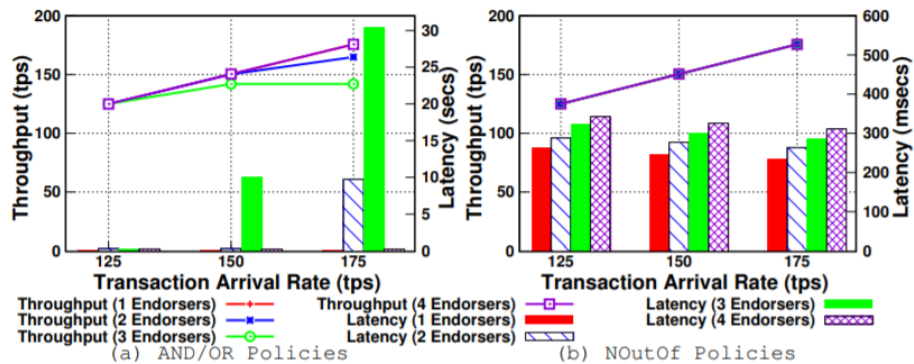 200
150
100
50
0
Throughput (tps)
30
25
20
15
10
5
0
Latency (secs)
125 150 175
Transaction Arrival Rate (tps)
200
150
100
50
0
Throughput (tps)
600
500
400
300
200
100
0
Latency (msecs)
125 150 175
Transaction Arrival Rate (tps)
Throughput (1 Endorsers) Throughput (4 Endorsers) Latency (3 Endorsers)
Throughput (2 Endorsers) Latency (1 Endorsers) Latency (4 Endorsers)
Throughput (3 Endorsers) Latency (2 Endorsers)
(a) AND/OR Policies (b) NOutOf Policies